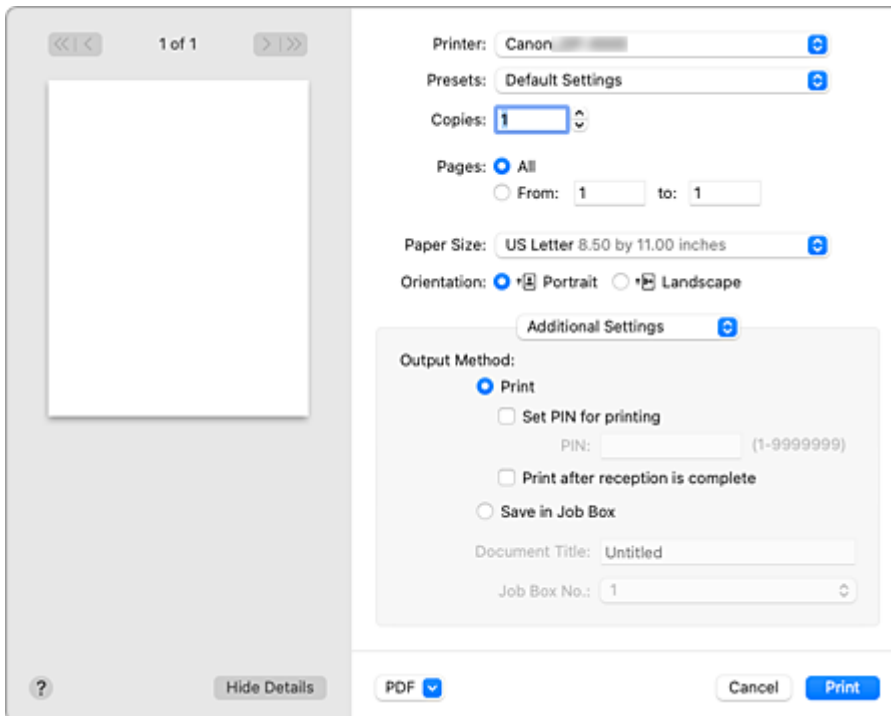 1 of 1
Printer: Canon
Presets: Default Settings
Copies: 1
Pages: All
From: 1 to: 1
Paper Size: US Letter 8.50 by 11.00 inches
Orientation: Portrait Landscape
Additional Settings
Output Method:
Print
Set PIN for printing
PIN: (1-9999999)
Print after reception is complete
Save in Job Box
Document Title: Untitled
Job Box No.: 1
? Hide Details PDF Cancel Print